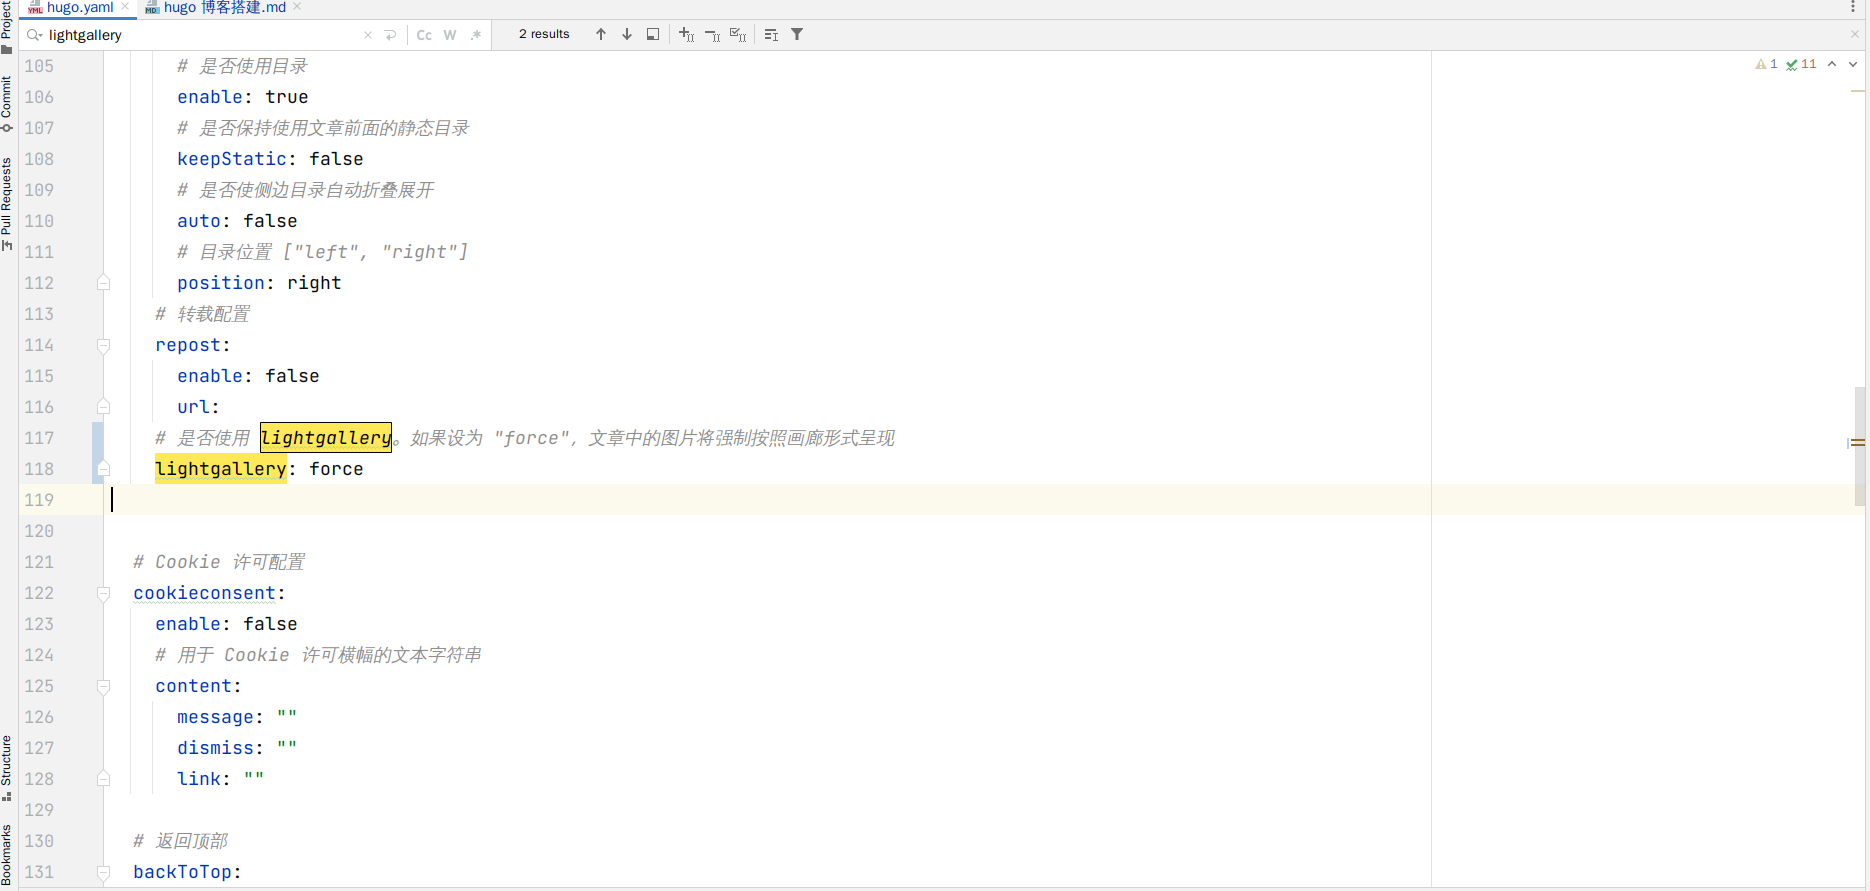 hugo.yaml
hugo 博客搭建.md
lightgallery
Cc
W
.*
2 results
1
11
Project
Commit
Pull Requests
Structure
Bookmarks
105 # 是否使用目录
106 enable: true
107 # 是否保持使用文章前面的静态目录
108 keepStatic: false
109 # 是否使侧边目录自动折叠展开
110 auto: false
111 # 目录位置 ["left", "right"]
112 position: right
113 # 转载配置
114 repost:
115 enable: false
116 url:
117 # 是否使用 lightgallery。如果设为 "force", 文章中的图片将强制按照画廊形式呈现
118 lightgallery: force
119
120
121 # Cookie 许可配置
122 cookieconsent:
123 enable: false
124 # 用于 Cookie 许可横幅的文本字符串
125 content:
126 message: ""
127 dismiss: ""
128 link: ""
129
130 # 返回顶部
131 backToTop: